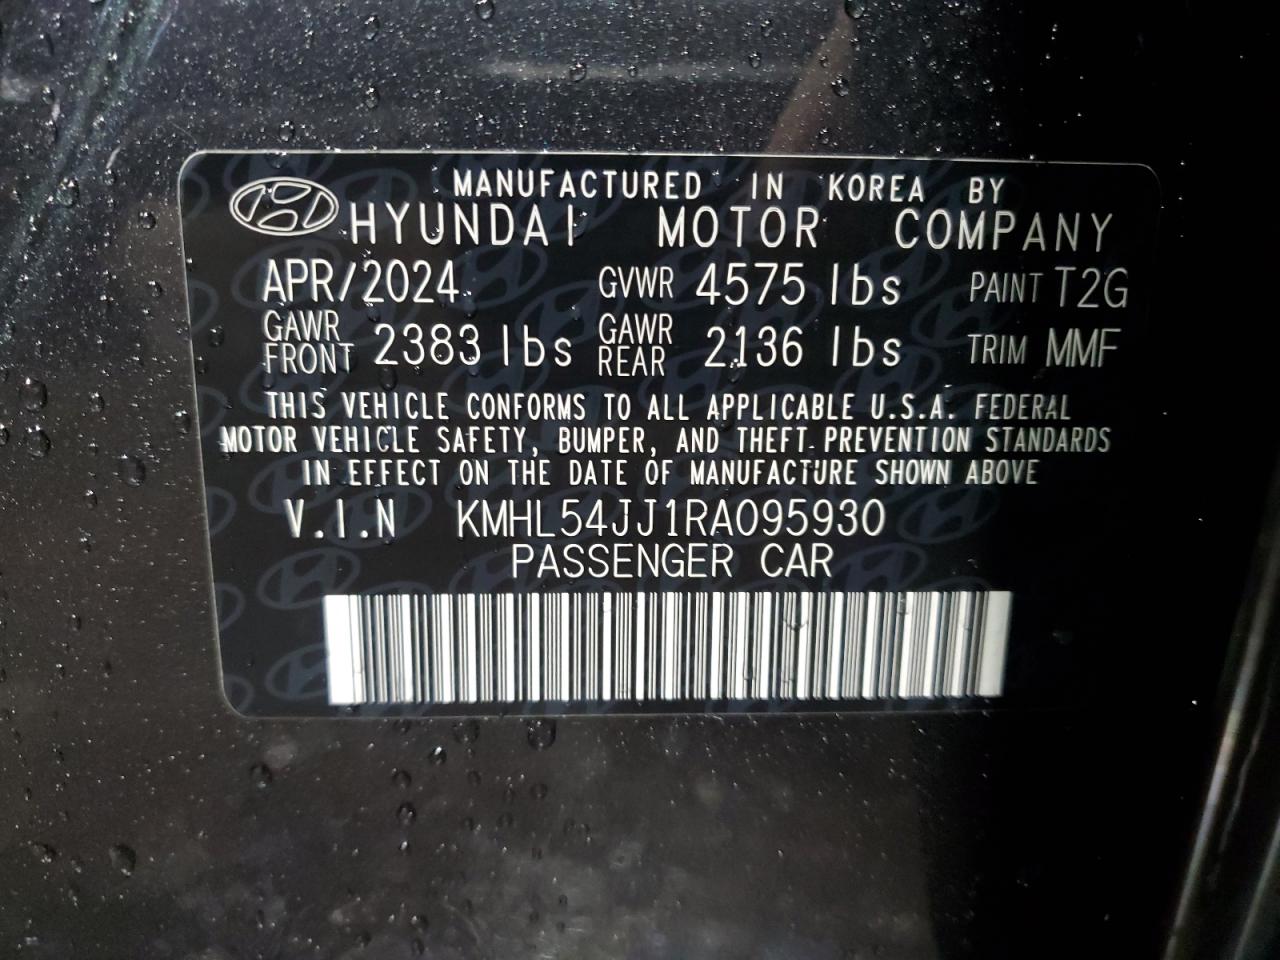 MANUFACTURED IN KOREA BY
HYUNDAI MOTOR COMPANY
APR/2024 GVWR 4575 lbs PAINT T2G
GAWR FRONT 2383 lbs GAWR REAR 2136 lbs TRIM MMF
THIS VEHICLE CONFORMS TO ALL APPLICABLE U.S.A. FEDERAL
MOTOR VEHICLE SAFETY, BUMPER, AND THEFT PREVENTION STANDARDS
IN EFFECT ON THE DATE OF MANUFACTURE SHOWN ABOVE
V.I.N KMHL54JJ1RA095930
PASSENGER CAR